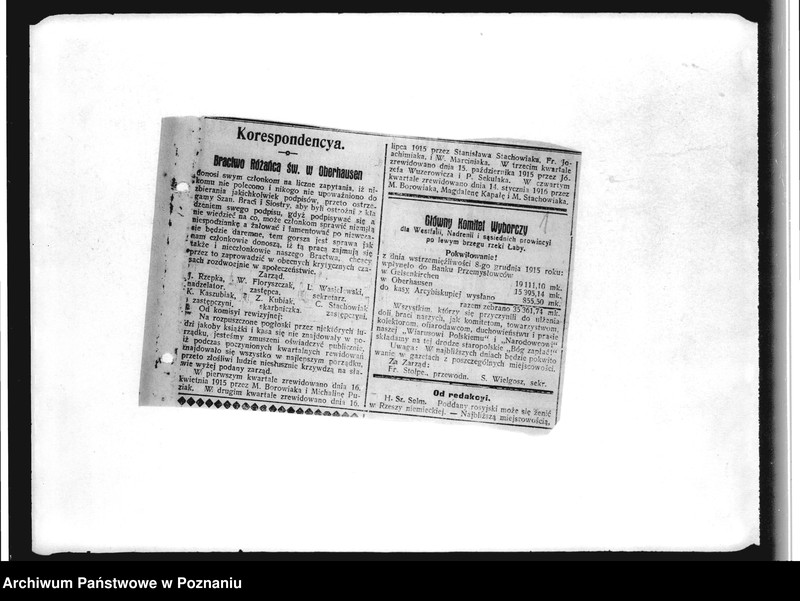 Korespondencya.
Bractwo Różańca św. w Oberhausen
donosi swym członkom na liczne zapytania, iż ni-
komu nie polecono i nikogo nie upoważniono do
zbierania jakichkolwiek podpisów, przeto ostrze-
gamy Szan. Braci i Siostry, aby byli ostrożni z kła
dzeniem swego podpisu, gdyż podpisywać się a
nie wiedzieć na co, może członkom sprawić niemiłą
niespodziankę a żałować i lamentować po niewcza-
sie będzie daremne, tem gorsza jest sprawa jak
nam członkowie donoszą, iż tą pracą zajmują się
także i nieczłonkowie naszego Bractwa, chcący
przez to zaprowadzić w obecnych krytycznych cza-
sach rozdwojenie w społeczeństwie.
Zarząd.
J. Rzepka, W. Floryszczak, L. Wasielewski,
nadzelator. zastępca. sekretarz.
K. Kaszubiak, Z. Kubiak, C. Stachowiak
zastępczyni, skarbniczka. zastępczyni,
Od komisyi rewizyjnej:
Na rozpuszczone pogłoski przez niektórych lu-
dzi jakoby książki i kasa się nie znajdowały w po-
rządku, jesteśmy zmuszeni oświadczyć publicznie,
iż podczas poczynionych kwartalnych rewidowań
znajdowało się wszystko w najlepszym porządku,
przeto złośliwi ludzie niesłusznie krzywdzą na sła-
wie wyżej podany zarząd.
W pierwszym kwartale zrewidowano dnia 16.
kwietnia 1915 przez M. Borowiaka i Michalinę Pu-
ziak. W drugim kwartale zrewidowano dnia 16.
lipca 1915 przez Stanisława Stachowiaka, Fr. Jo-
achimiaka, i W. Marciniaka. W trzecim kwartale
zrewidowano dnia 15. października 1915 przez Jó-
zefa Wuzerowicza i P. Sekulaka. W czwartym
kwartale zrewidowano dnia 14. stycznia 1916 przez
M. Borowiaka, Magdalenę Kapałę i M. Stachowiaka.
Główny Komitet Wyborczy
dla Westfalii, Nadrenii i sąsiednich prowincyi
po lewym brzegu rzeki Łaby.
Pokwitowanie!
z dnia wstrzemięźliwości 8-go grudnia 1915 roku:
wpłynęło do Banku Przemysłowców
w Gelsenkirchen 19 111,10 mk.
w Oberhausen 15 395,14 mk.
do kasy Arcybiskupiej wysłano 855,50 mk.
razem zebrano 35 361,74 mk.
Wszystkim, którzy się przyczynili do ulżenia
doli braci naszych, jak komitetom, towarzystwom,
kolektorom, ofiarodawcom, duchowieństwu i prasie
naszej „Wiarusowi Polskiemu" i „Narodowcowi"
składamy na tej drodze staropolskie „Bóg zapłać!"
Uwaga: W najbliższych dniach będzie pokwito
wanie w gazetach z poszczególnych miejscowości.
Za Zarząd:
Fr. Stolpe, przewodn. S. Wielgosz, sekr.
Od redakcyi.
H. Sz. Selm. Poddany rosyjski może się żenić
w Rzeszy niemieckiej. — Najbliższą miejscowością,
Archiwum Państwowe w Poznaniu